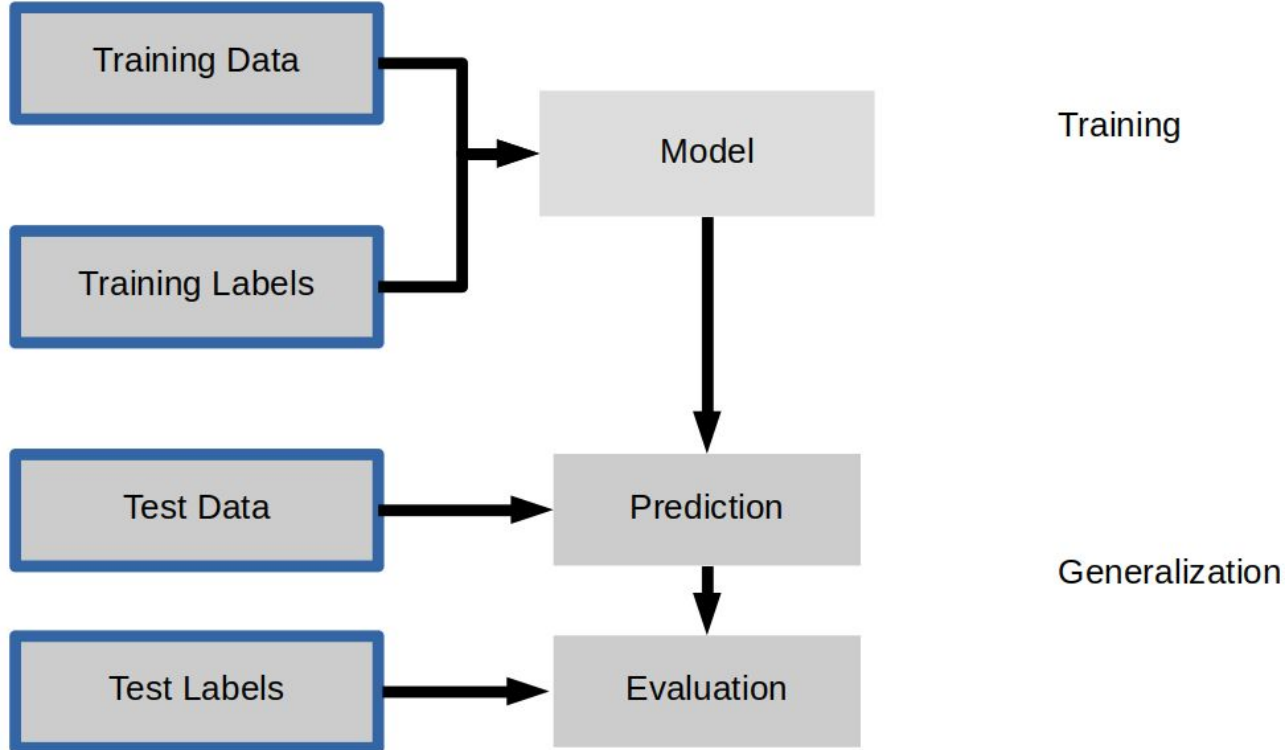 Training Data
Model
Training
Training Labels
Test Data
Prediction
Generalization
Test Labels
Evaluation